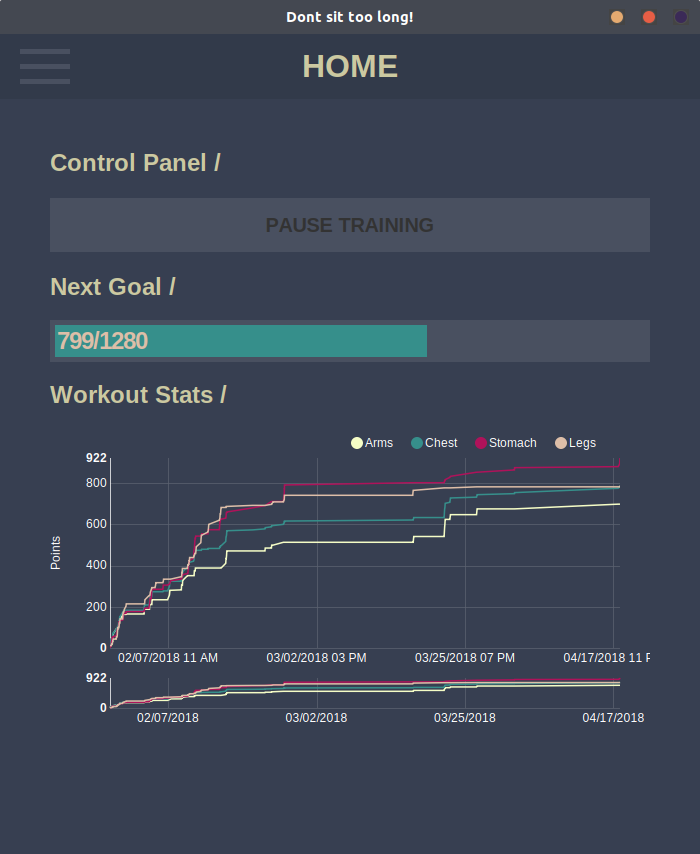 Dont sit too long!
HOME
Control Panel /
PAUSE TRAINING
Next Goal /
799/1280
Workout Stats /
Arms Chest Stomach Legs
922
800
600
400
200
0
Points
02/07/2018 11 AM 03/02/2018 03 PM 03/25/2018 07 PM 04/17/2018 11 P
922
0
02/07/2018 03/02/2018 03/25/2018 04/17/2018